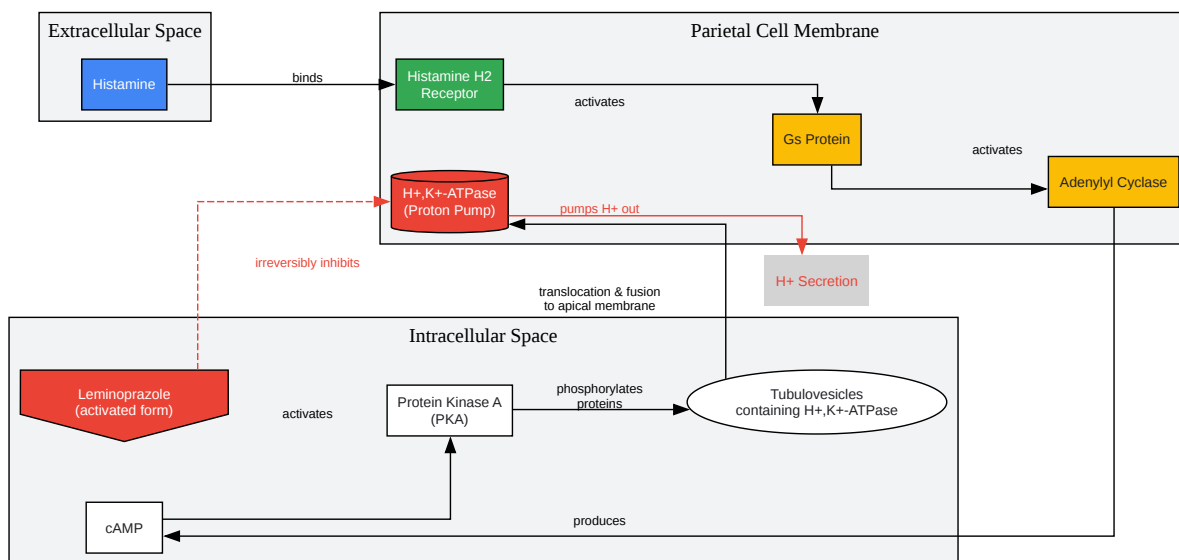 Extracellular Space
Parietal Cell Membrane
Histamine
binds
Histamine H2
Receptor
activates
Gs Protein
activates
Adenylyl Cyclase
H+,K+-ATPase
(Proton Pump)
pumps H+ out
irreversibly inhibits
H+ Secretion
translocation & fusion
to apical membrane
Intracellular Space
Leminoprazole
(activated form)
activates
Protein Kinase A
(PKA)
phosphorylates
proteins
Tubulovesicles
containing H+,K+-ATPase
cAMP
produces